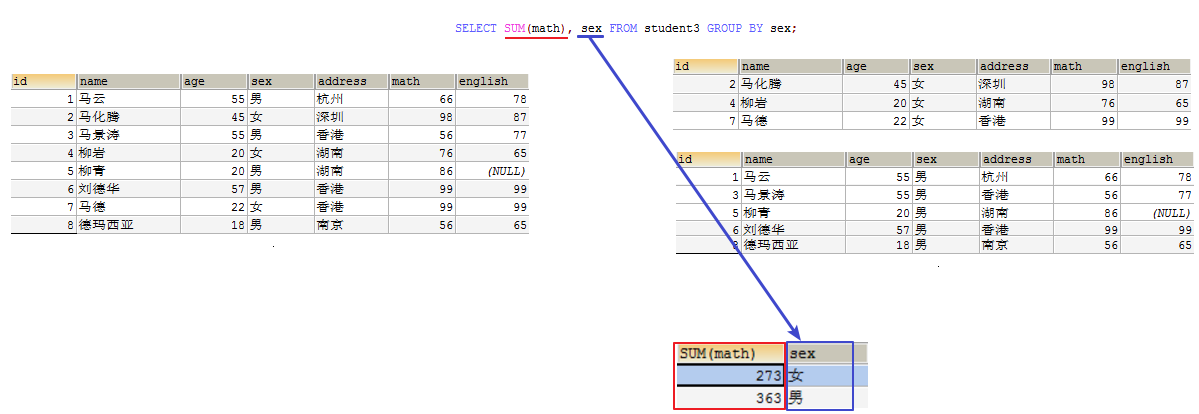 SELECT SUM(math), sex FROM student3 GROUP BY sex;
id name age sex address math english
1 马云 55 男 杭州 66 78
2 马化腾 45 女 深圳 98 87
3 马景涛 55 男 香港 56 77
4 柳岩 20 女 湖南 76 65
5 柳青 20 男 湖南 86 (NULL)
6 刘德华 57 男 香港 99 99
7 马德 22 女 香港 99 99
8 德玛西亚 18 男 南京 56 65
id name age sex address math english
2 马化腾 45 女 深圳 98 87
4 柳岩 20 女 湖南 76 65
7 马德 22 女 香港 99 99
id name age sex address math english
1 马云 55 男 杭州 66 78
3 马景涛 55 男 香港 56 77
5 柳青 20 男 湖南 86 (NULL)
6 刘德华 57 男 香港 99 99
8 德玛西亚 18 男 南京 56 65
SUM(math) sex
273 女
363 男